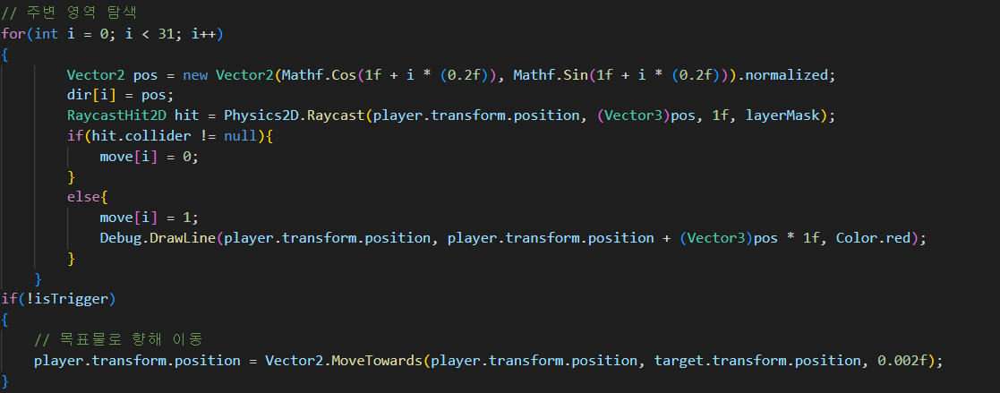 // 주변 영역 탐색
for(int i = 0; i < 31; i++)
{
Vector2 pos = new Vector2(Mathf.Cos(1f + i * (0.2f)), Mathf.Sin(1f + i * (0.2f))).normalized;
dir[i] = pos;
RaycastHit2D hit = Physics2D.Raycast(player.transform.position, (Vector3)pos, 1f, layerMask);
if(hit.collider != null){
move[i] = 0;
}
else{
move[i] = 1;
Debug.DrawLine(player.transform.position, player.transform.position + (Vector3)pos * 1f, Color.red);
}
}
if(!isTrigger)
{
// 목표물로 향해 이동
player.transform.position = Vector2.MoveTowards(player.transform.position, target.transform.position, 0.002f);
}